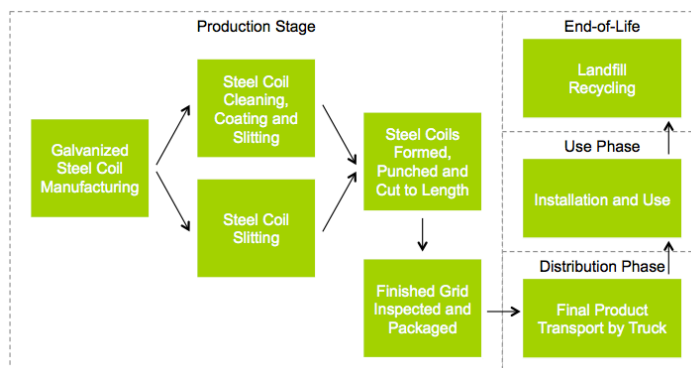 Production Stage
Galvanized
Steel Coil
Manufacturing
Steel Coil
Cleaning,
Coating and
Slitting
Steel Coil
Slitting
Steel Coils
Formed,
Punched and
Cut to Length
Finished Grid
Inspected and
Packaged
End-of-Life
Landfill
Recycling
Use Phase
Installation and Use
Distribution Phase
Final Product
Transport by Truck